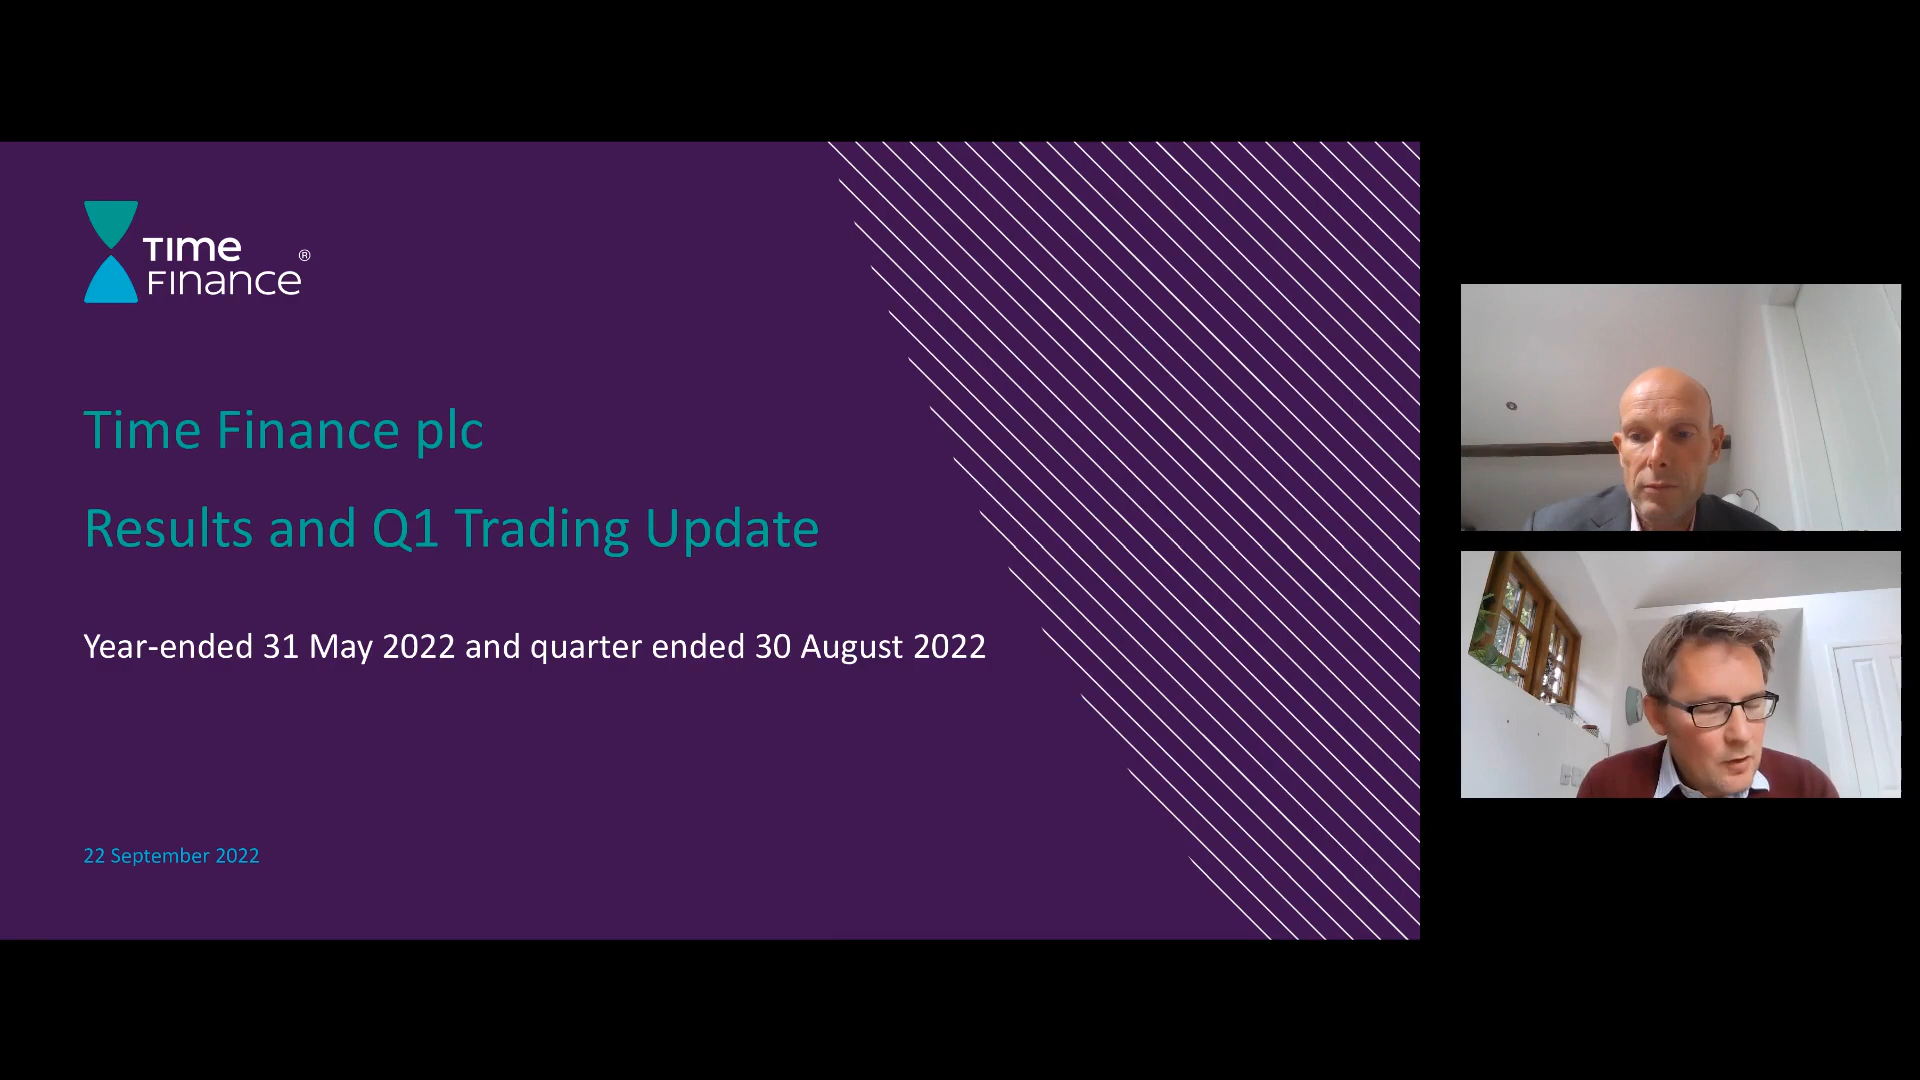 Time
Finance®
Time Finance plc
Results and Q1 Trading Update
Year-ended 31 May 2022 and quarter ended 30 August 2022
22 September 2022